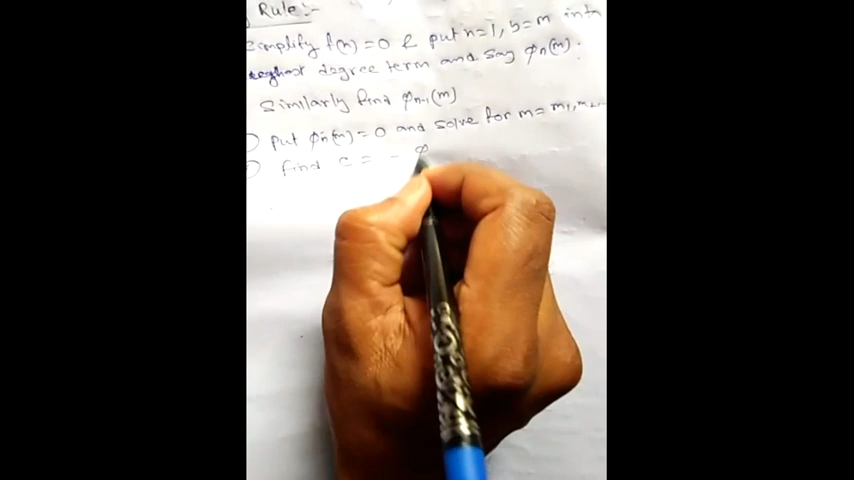 Rule:-
Simplify f(x)=0 & put x=1, y=m into
highest degree term and say ϕn(m).
Similarly find ϕn-1(m)
put ϕn(m)=0 and solve for m=m1,m2...
find c = - ϕ